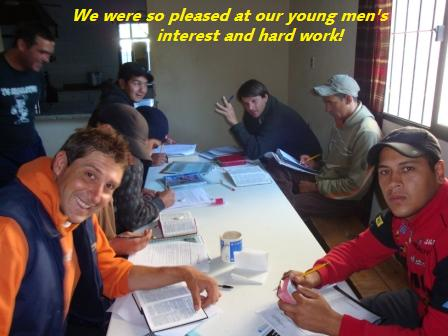 We were so pleased at our young men's
interest and hard work!